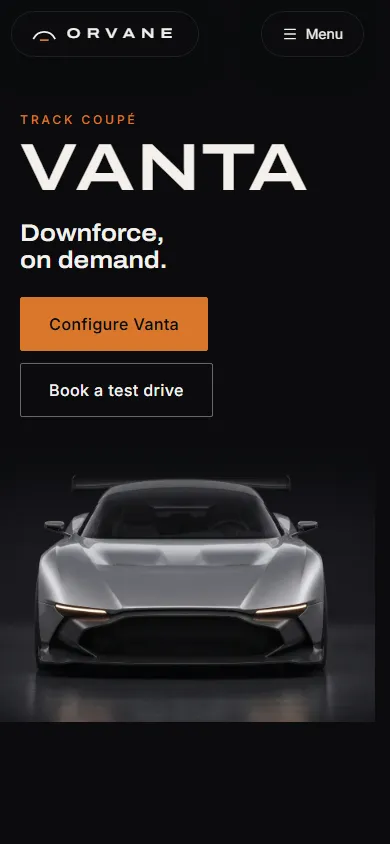 ORVANE
Menu
TRACK COUPÉ
VANTA
Downforce,
on demand.
Configure Vanta
Book a test drive